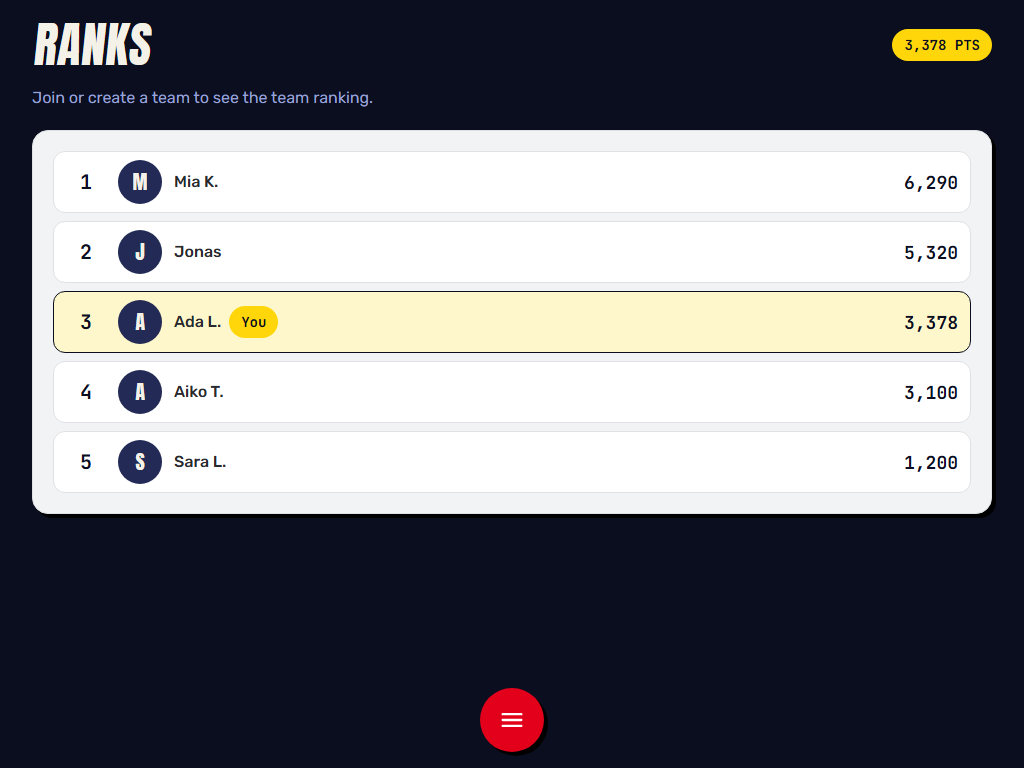 RANKS
3,378 PTS
Join or create a team to see the team ranking.
1 M Mia K. 6,290
2 J Jonas 5,320
3 A Ada L. You 3,378
4 A Aiko T. 3,100
5 S Sara L. 1,200